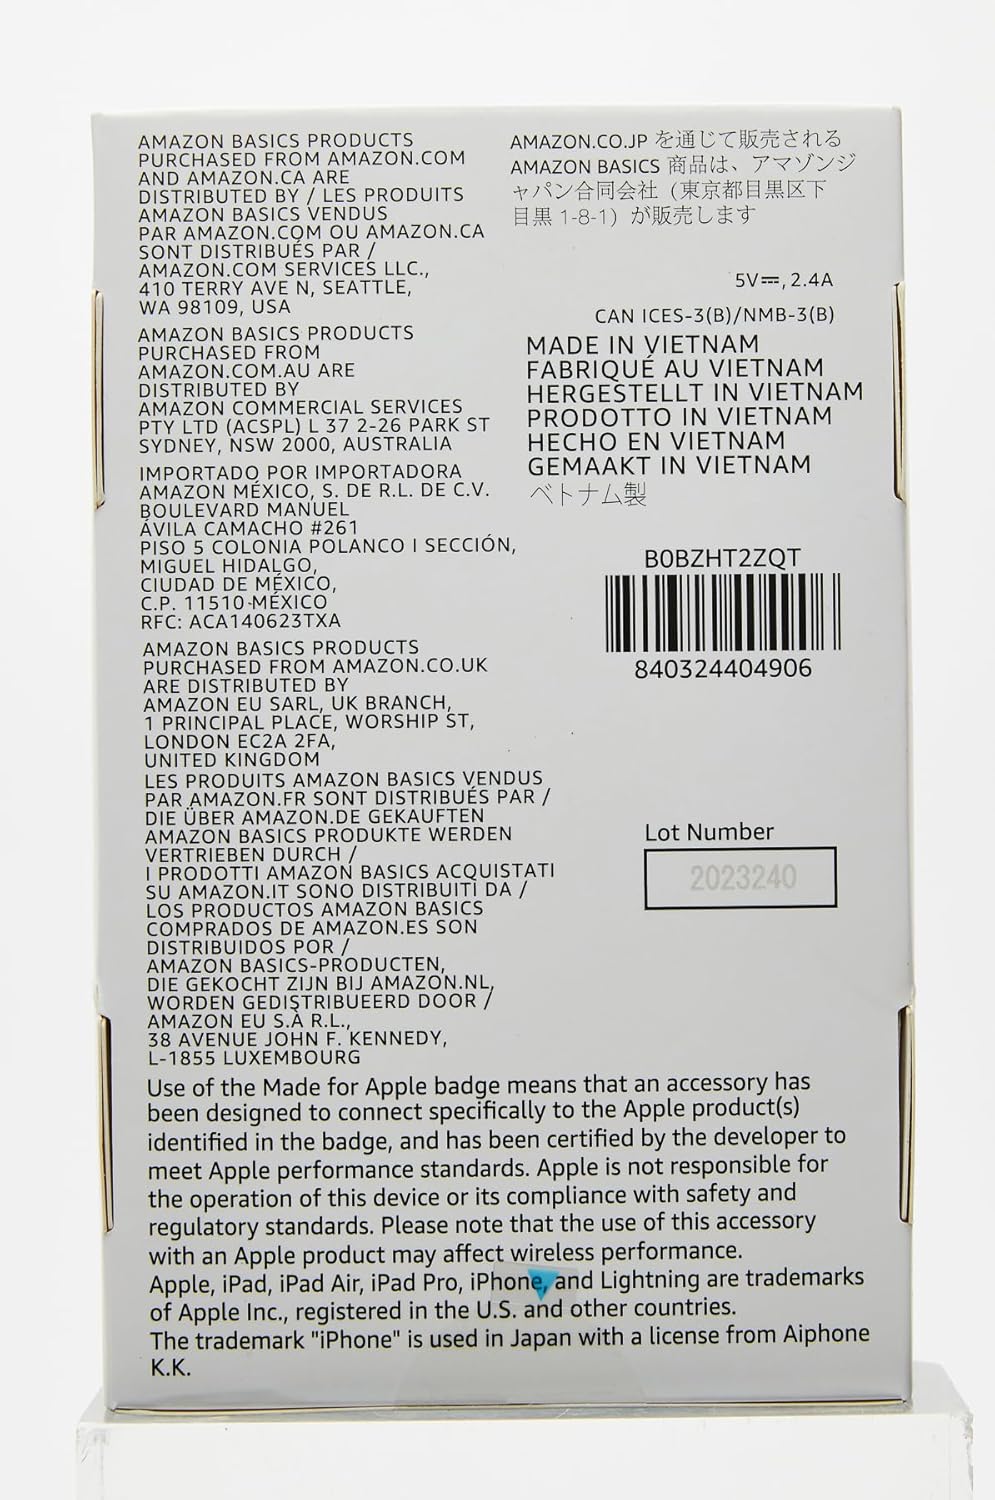 AMAZON BASICS PRODUCTS
PURCHASED FROM AMAZON.COM
AND AMAZON.CA ARE
DISTRIBUTED BY / LES PRODUITS
AMAZON BASICS VENDUS
PAR AMAZON.COM OU AMAZON.CA
SONT DISTRIBUÉS PAR /
AMAZON.COM SERVICES LLC.,
410 TERRY AVE N, SEATTLE,
WA 98109, USA
AMAZON BASICS PRODUCTS
PURCHASED FROM
AMAZON.COM.AU ARE
DISTRIBUTED BY
AMAZON COMMERCIAL SERVICES
PTY LTD (ACSPL) L 37 2-26 PARK ST
SYDNEY, NSW 2000, AUSTRALIA
IMPORTADO POR IMPORTADORA
AMAZON MÉXICO, S. DE R.L. DE C.V.
BOULEVARD MANUEL
ÁVILA CAMACHO #261
PISO 5 COLONIA POLANCO I SECCIÓN,
MIGUEL HIDALGO,
CIUDAD DE MÉXICO,
C.P. 11510-MÉXICO
RFC: ACA140623TXA
AMAZON BASICS PRODUCTS
PURCHASED FROM AMAZON.CO.UK
ARE DISTRIBUTED BY
AMAZON EU SARL, UK BRANCH,
1 PRINCIPAL PLACE, WORSHIP ST,
LONDON EC2A 2FA,
UNITED KINGDOM
LES PRODUITS AMAZON BASICS VENDUS
PAR AMAZON.FR SONT DISTRIBUÉS PAR /
DIE ÜBER AMAZON.DE GEKAUFTEN
AMAZON BASICS PRODUKTE WERDEN
VERTRIEBEN DURCH /
I PRODOTTI AMAZON BASICS ACQUISTATI
SU AMAZON.IT SONO DISTRIBUITI DA /
LOS PRODUCTOS AMAZON BASICS
COMPRADOS DE AMAZON.ES SON
DISTRIBUIDOS POR /
AMAZON BASICS-PRODUCTEN,
DIE GEKOCHT ZIJN BIJ AMAZON.NL,
WORDEN GEDISTRIBUEERD DOOR /
AMAZON EU S.À R.L.,
38 AVENUE JOHN F. KENNEDY,
L-1855 LUXEMBOURG
AMAZON.CO.JP を通じて販売される
AMAZON BASICS 商品は、アマゾンジ
ャパン合同会社（東京都目黒区下
目黒 1-8-1）が販売します
5V⎓, 2.4A
CAN ICES-3(B)/NMB-3(B)
MADE IN VIETNAM
FABRIQUÉ AU VIETNAM
HERGESTELLT IN VIETNAM
PRODOTTO IN VIETNAM
HECHO EN VIETNAM
GEMAAKT IN VIETNAM
ベトナム製
B0BZHT2ZQT
840324404906
Lot Number
2023240
Use of the Made for Apple badge means that an accessory has
been designed to connect specifically to the Apple product(s)
identified in the badge, and has been certified by the developer to
meet Apple performance standards. Apple is not responsible for
the operation of this device or its compliance with safety and
regulatory standards. Please note that the use of this accessory
with an Apple product may affect wireless performance.
Apple, iPad, iPad Air, iPad Pro, iPhone, and Lightning are trademarks
of Apple Inc., registered in the U.S. and other countries.
The trademark "iPhone" is used in Japan with a license from Aiphone
K.K.